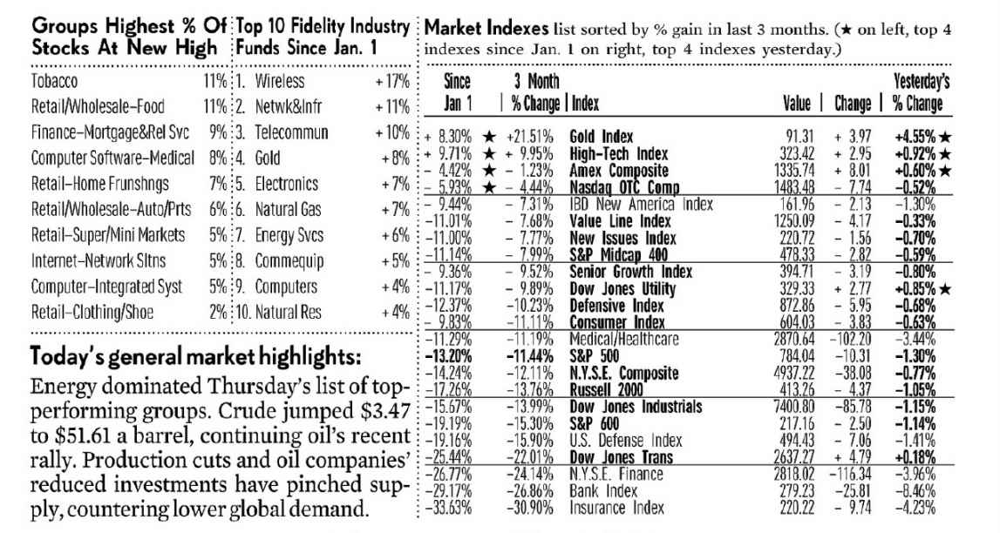 Groups Highest % Of
Stocks At New High
Tobacco 11%
Retail/Wholesale–Food 11%
Finance–Mortgage&Rel Svc 9%
Computer Software–Medical 8%
Retail–Home Frunshngs 7%
Retail/Wholesale–Auto/Prts 6%
Retail–Super/Mini Markets 5%
Internet–Network Sltns 5%
Computer–Integrated Syst 5%
Retail–Clothing/Shoe 2%
Top 10 Fidelity Industry
Funds Since Jan. 1
1. Wireless +17%
2. Netwk&Infr +11%
3. Telecommun +10%
4. Gold +8%
5. Electronics +7%
6. Natural Gas +7%
7. Energy Svcs +6%
8. Commequip +5%
9. Computers +4%
10. Natural Res +4%
Today's general market highlights:
Energy dominated Thursday's list of top-
performing groups. Crude jumped $3.47
to $51.61 a barrel, continuing oil's recent
rally. Production cuts and oil companies'
reduced investments have pinched sup-
ply, countering lower global demand.
Market Indexes list sorted by % gain in last 3 months. (★ on left, top 4
indexes since Jan. 1 on right, top 4 indexes yesterday.)
Since 3 Month Yesterday's
Jan 1 | % Change | Index Value | Change | % Change
+ 8.30% ★ +21.51% Gold Index 91.31 + 3.97 +4.55% ★
+ 9.71% ★ + 9.95% High–Tech Index 323.42 + 2.95 +0.92% ★
– 4.42% ★ – 1.23% Amex Composite 1335.74 + 8.01 +0.60% ★
– 5.93% ★ – 4.44% Nasdaq OTC Comp 1483.48 – 7.74 –0.52%
– 9.44% – 7.31% IBD New America Index 161.96 – 2.13 –1.30%
–11.01% – 7.68% Value Line Index 1250.09 – 4.17 –0.33%
–11.00% – 7.77% New Issues Index 220.72 – 1.56 –0.70%
–11.14% – 7.99% S&P Midcap 400 478.33 – 2.82 –0.59%
– 9.36% – 9.52% Senior Growth Index 394.71 – 3.19 –0.80%
–11.17% – 9.89% Dow Jones Utility 329.33 + 2.77 +0.85% ★
–12.37% –10.23% Defensive Index 872.86 – 5.95 –0.68%
– 9.83% –11.11% Consumer Index 604.03 – 3.83 –0.63%
–11.29% –11.19% Medical/Healthcare 2870.64 –102.20 –3.44%
–13.20% –11.44% S&P 500 784.04 –10.31 –1.30%
–14.24% –12.11% N.Y.S.E. Composite 4937.22 –38.08 –0.77%
–17.26% –13.76% Russell 2000 413.26 – 4.37 –1.05%
–15.67% –13.99% Dow Jones Industrials 7400.80 –85.78 –1.15%
–19.19% –15.30% S&P 600 217.16 – 2.50 –1.14%
–19.16% –15.90% U.S. Defense Index 494.43 – 7.06 –1.41%
–25.44% –22.01% Dow Jones Trans 2637.27 + 4.79 +0.18%
–26.77% –24.14% N.Y.S.E. Finance 2818.02 –116.34 –3.96%
–29.17% –26.86% Bank Index 279.23 –25.81 –8.46%
–33.63% –30.90% Insurance Index 220.22 – 9.74 –4.23%